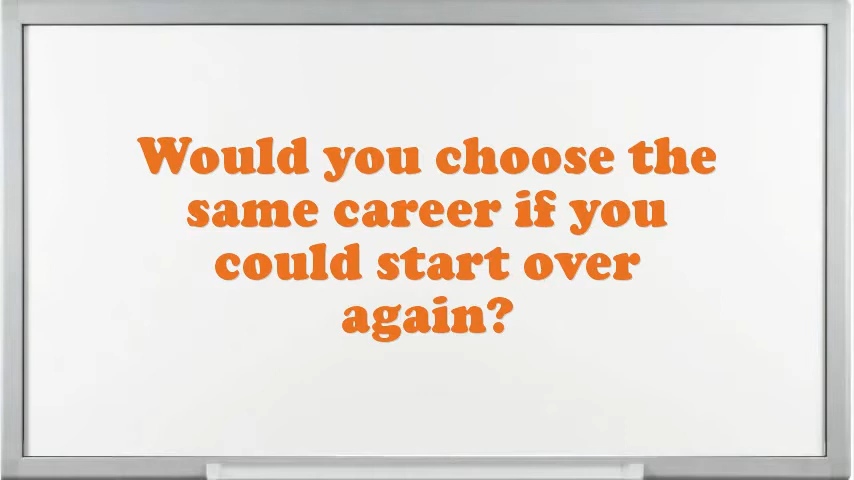 Would you choose the
same career if you
could start over
again?